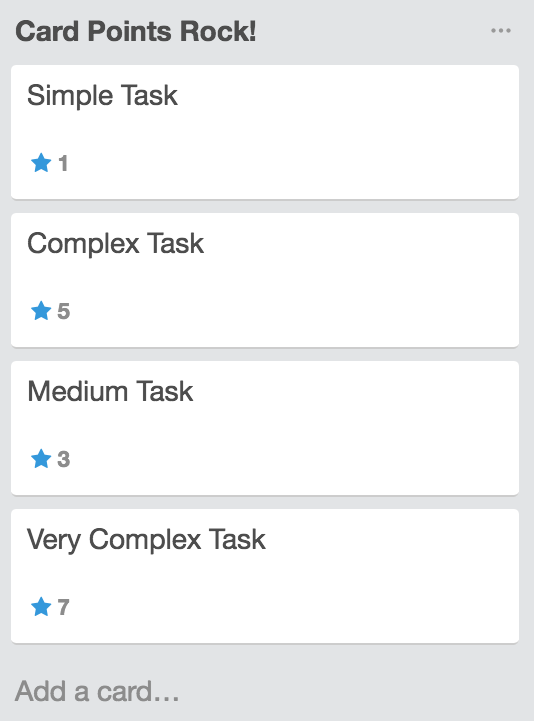 Card Points Rock!
Simple Task
1
Complex Task
5
Medium Task
3
Very Complex Task
7
Add a card…